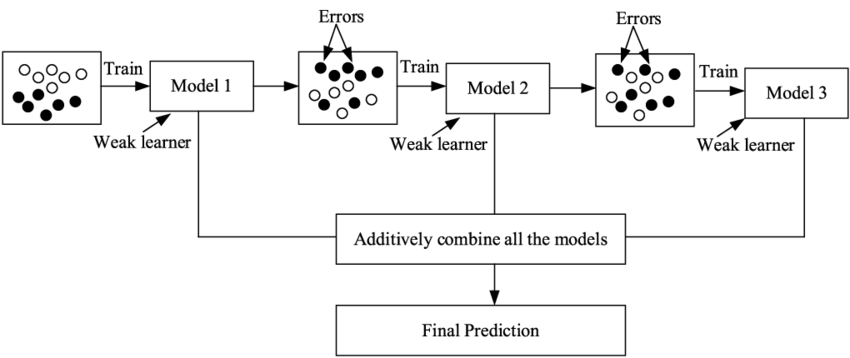 Errors
Errors
Train
Model 1
Train
Model 2
Train
Model 3
Weak learner
Weak learner
Weak learner
Additively combine all the models
Final Prediction